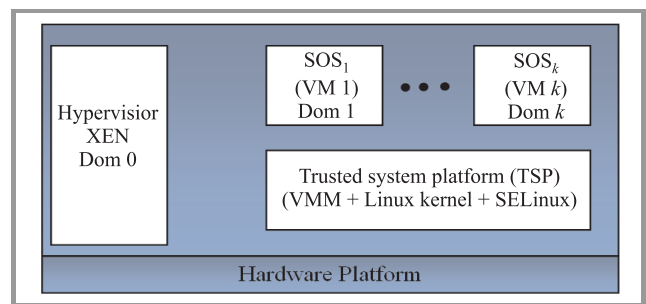 Hypervisior
XEN
Dom 0
SOS₁
(VM 1)
Dom 1
• • •
SOSₖ
(VM k)
Dom k
Trusted system platform (TSP)
(VMM + Linux kernel + SELinux)
Hardware Platform